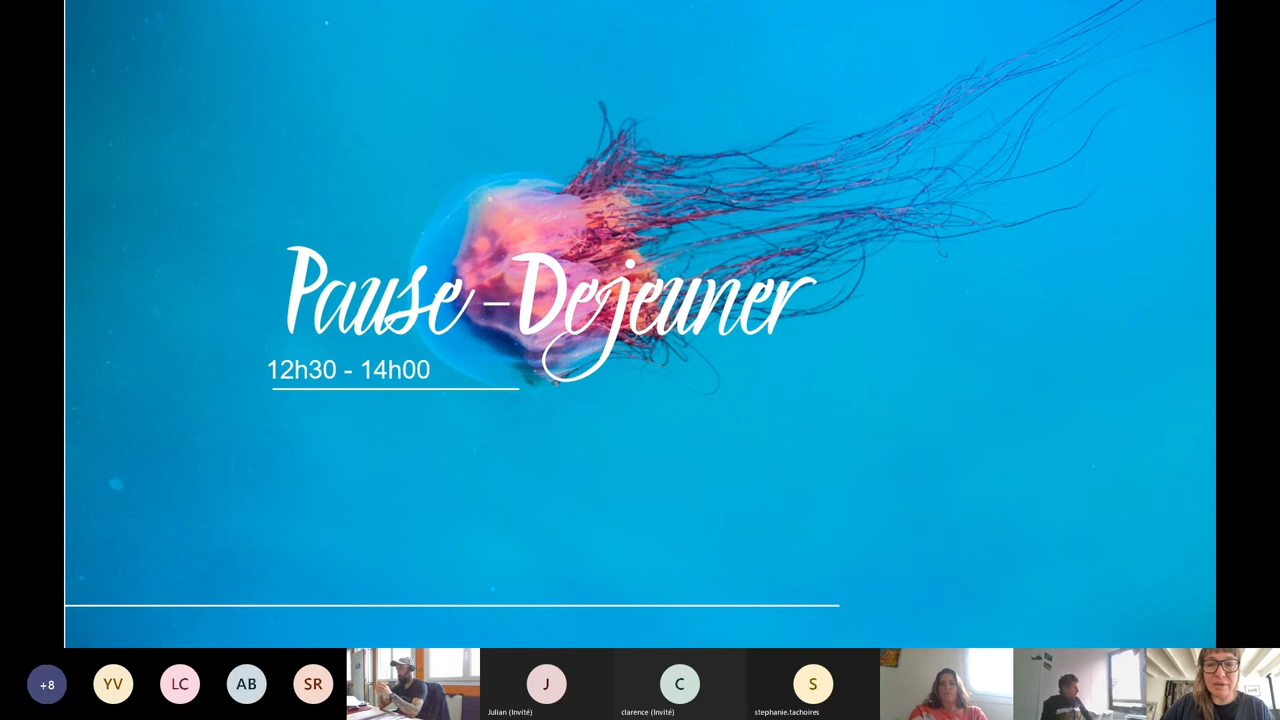 Pause – Dejeuner
12h30 - 14h00
+8
YV
LC
AB
SR
J
Julian (Invité)
C
clarence (Invité)
S
stephanie.tachoires